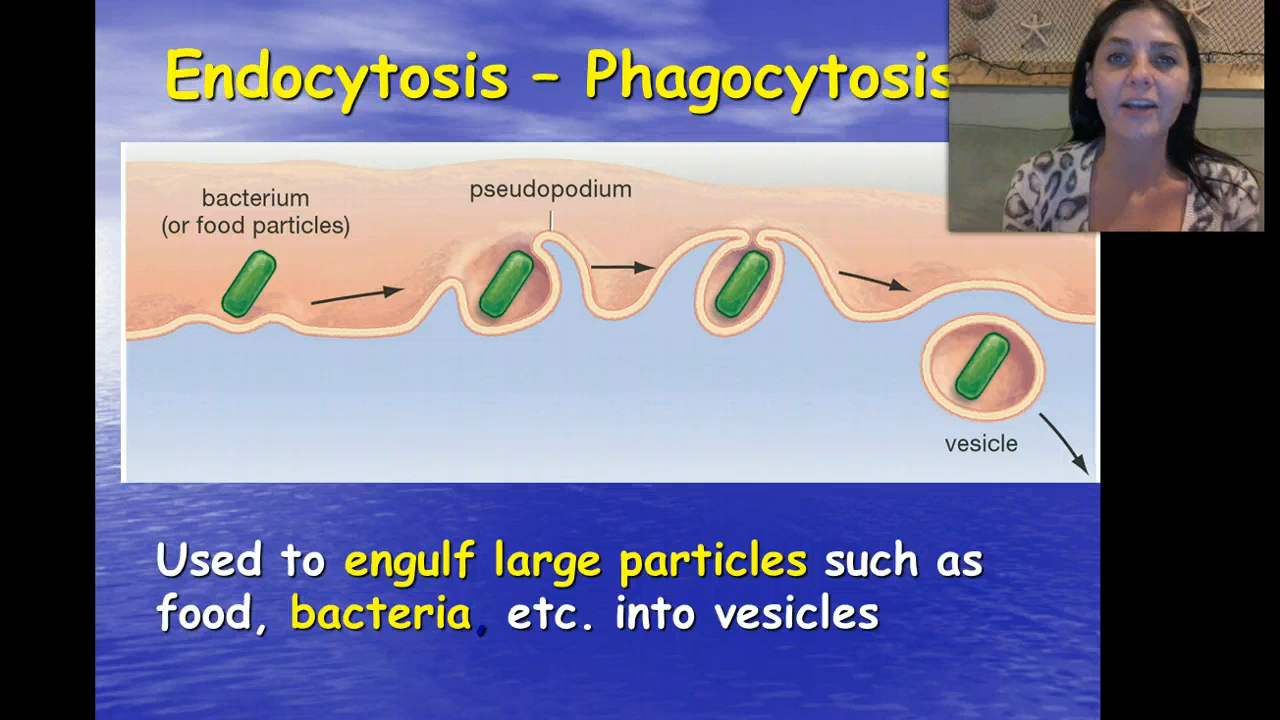 Endocytosis – Phagocytosis
bacterium
(or food particles)
pseudopodium
vesicle
Used to engulf large particles such as
food, bacteria, etc. into vesicles